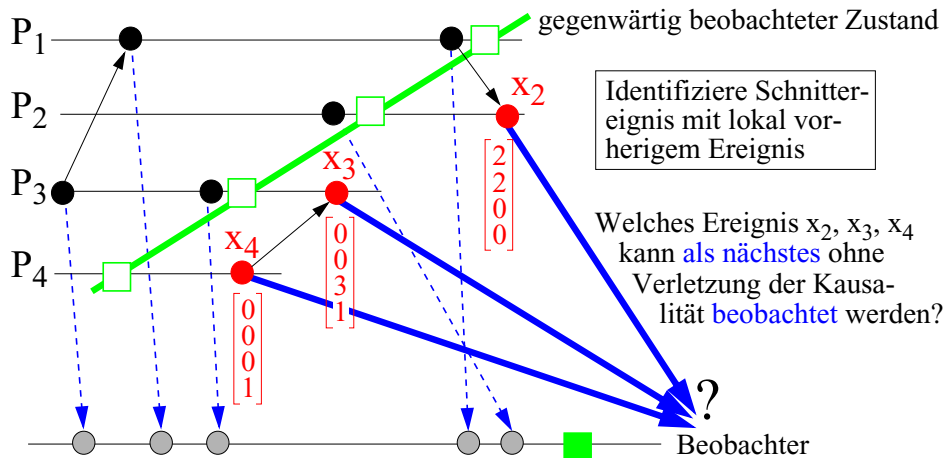 P1
gegenwärtig beobachteter Zustand
P2
x2
Identifiziere Schnitter-
eignis mit lokal vor-
herigem Ereignis
P3
x3
[2 2 0 0]
P4
x4
[0 0 3 1]
[0 0 0 1]
Welches Ereignis x2, x3, x4
kann als nächstes ohne
Verletzung der Kausa-
lität beobachtet werden?
?
Beobachter